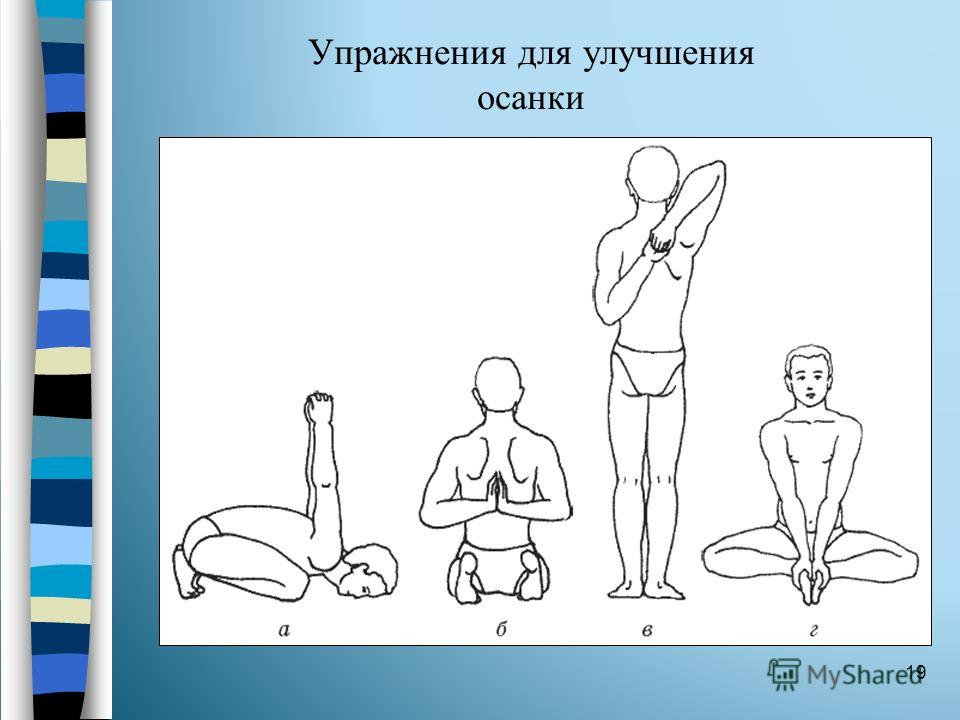 Упражнения для улучшения
осанки
а б в г
MyShared
19